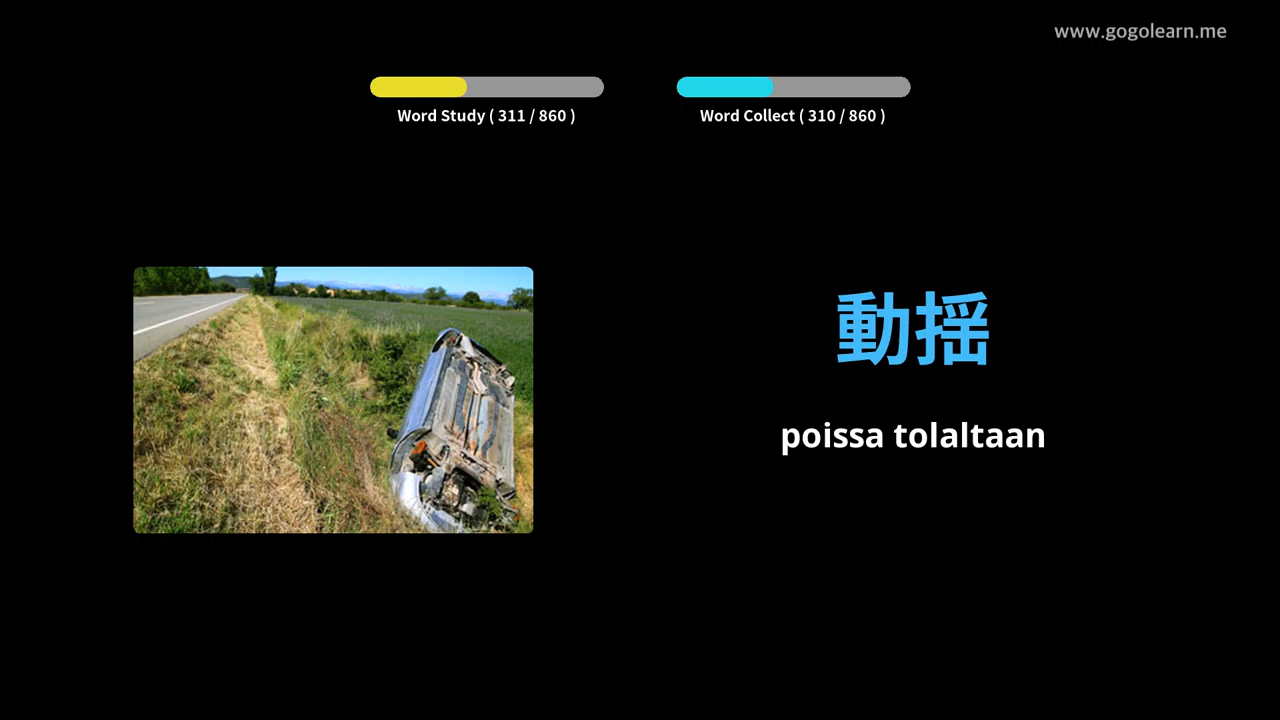 www.gogolearn.me
Word Study ( 311 / 860 )
Word Collect ( 310 / 860 )
動揺
poissa tolaltaan